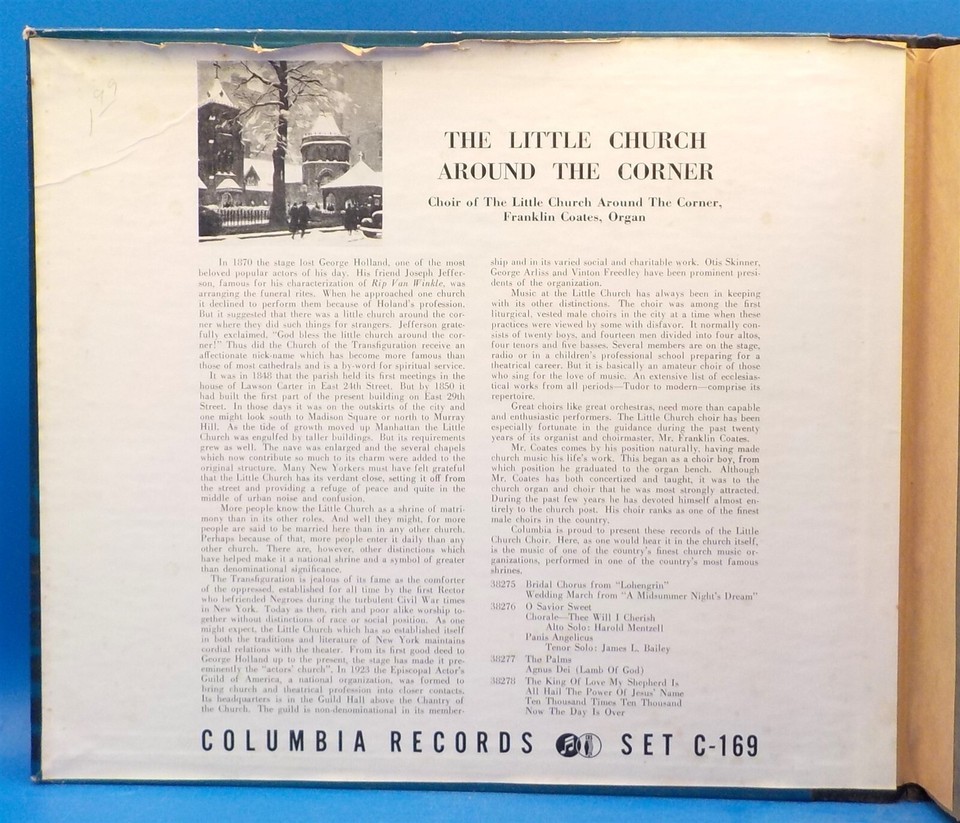 THE LITTLE CHURCH
AROUND THE CORNER
Choir of The Little Church Around The Corner,
Franklin Coates, Organ
In 1870 the stage lost George Holland, one of the most
beloved popular actors of his day. His friend Joseph Jeffer-
son, famous for his characterization of Rip Van Winkle, was
arranging the funeral rites. When he approached one church
it declined to perform them because of Holand's profession.
But it suggested that there was a little church around the cor-
ner where they did such things for strangers. Jefferson grate-
fully exclaimed, "God bless the little church around the cor-
ner!" Thus did the Church of the Transfiguration receive an
affectionate nick-name which has become more famous than
those of most cathedrals and is a by-word for spiritual service.
It was in 1848 that the parish held its first meetings in the
house of Lawson Carter in East 24th Street. But by 1850 it
had built the first part of the present building on East 29th
Street. In those days it was on the outskirts of the city and
one might look south to Madison Square or north to Murray
Hill. As the tide of growth moved up Manhattan the Little
Church was engulfed by taller buildings. But its requirements
grew as well. The nave was enlarged and the several chapels
which now contribute so much to its charm were added to the
original structure. Many New Yorkers must have felt grateful
that the Little Church has its verdant close, setting it off from
the street and providing a refuge of peace and quite in the
middle of urban noise and confusion.
More people know the Little Church as a shrine of matri-
mony than in its other roles. And well they might, for more
people are said to be married here than in any other church.
Perhaps because of that, more people enter it daily than any
other church. There are, however, other distinctions which
have helped make it a national shrine and a symbol of greater
than denominational significance.
The Transfiguration is jealous of its fame as the comforter
of the oppressed, established for all time by the first Rector
who befriended Negroes during the turbulent Civil War times
in New York. Today as then, rich and poor alike worship to-
gether without distinctions of race or social position. As one
might expect, the Little Church which has so established itself
in both the traditions and literature of New York maintains
cordial relations with the theater. From its first good deed to
George Holland up to the present, the stage has made it pre-
eminently the "actors' church". In 1923 the Episcopal Actor's
Guild of America, a national organization, was formed to
bring church and theatrical profession into closer contacts.
Its headquarters is in the Guild Hall above the Chantry of
the Church. The guild is non-denominational in its member-
ship and in its varied social and charitable work. Otis Skinner,
George Arliss and Vinton Freedley have been prominent presi-
dents of the organization.
Music at the Little Church has always been in keeping
with its other distinctions. The choir was among the first
liturgical, vested male choirs in the city at a time when these
practices were viewed by some with disfavor. It normally con-
sists of twenty boys, and fourteen men divided into four altos,
four tenors and five basses. Several members are on the stage,
radio or in a children's professional school preparing for a
theatrical career. But it is basically an amateur choir of those
who sing for the love of music. An extensive list of ecclesias-
tical works from all periods—Tudor to modern—comprise its
repertoire.
Great choirs like great orchestras, need more than capable
and enthusiastic performers. The Little Church choir has been
especially fortunate in the guidance during the past twenty
years of its organist and choirmaster, Mr. Franklin Coates.
Mr. Coates comes by his position naturally, having made
church music his life's work. This began as a choir boy, from
which position he graduated to the organ bench. Although
Mr. Coates has both concertized and taught, it was to the
church organ and choir that he was most strongly attracted.
During the past few years he has devoted himself almost en-
tirely to the church post. His choir ranks as one of the finest
male choirs in the country.
Columbia is proud to present these records of the Little
Church Choir. Here, as one would hear it in the church itself,
is the music of one of the country's finest church music or-
ganizations, performed in one of the country's most famous
shrines.
38275 Bridal Chorus from "Lohengrin"
Wedding March from "A Midsummer Night's Dream"
38276 O Savior Sweet
Chorale—Thee Will I Cherish
Alto Solo: Harold Mentzell
Panis Angelicus
Tenor Solo: James L. Bailey
38277 The Palms
Agnus Dei (Lamb Of God)
38278 The King Of Love My Shepherd Is
All Hail The Power Of Jesus' Name
Ten Thousand Times Ten Thousand
Now The Day Is Over
COLUMBIA RECORDS SET C-169